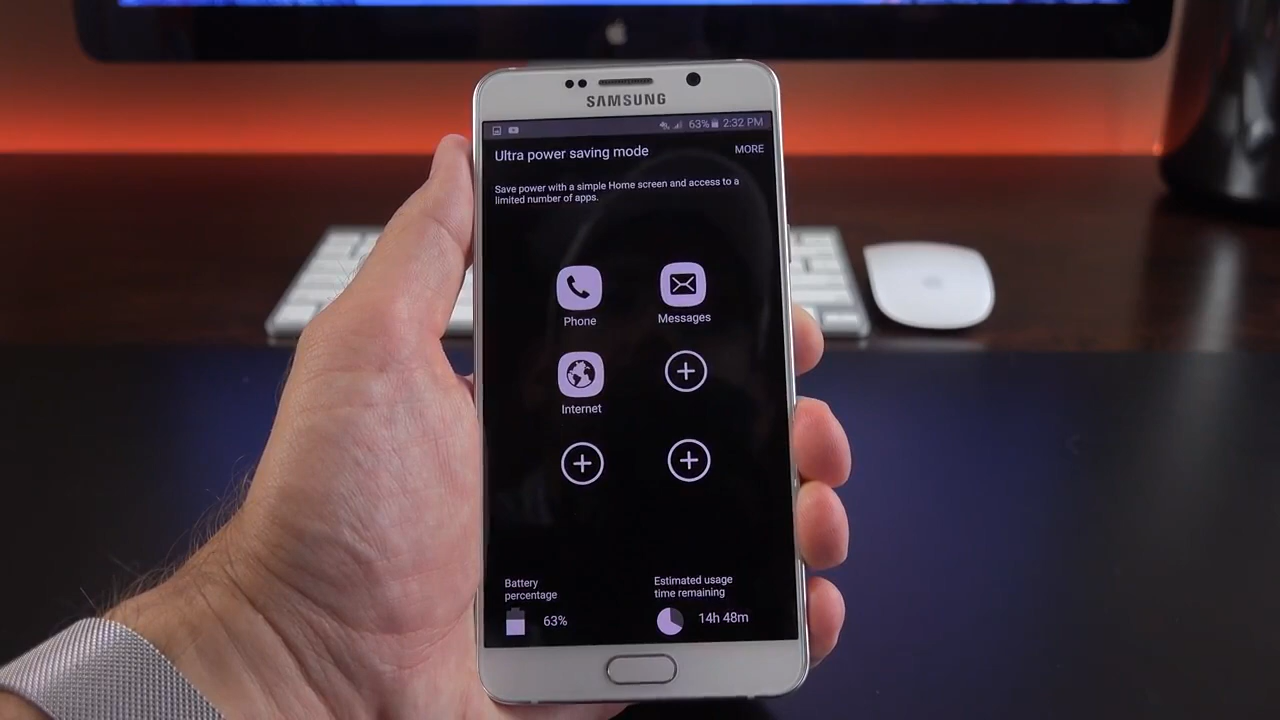 SAMSUNG
63% 2:32 PM
Ultra power saving mode
MORE
Save power with a simple Home screen and access to a
limited number of apps.
Phone
Messages
Internet
Battery
percentage
63%
Estimated usage
time remaining
14h 48m